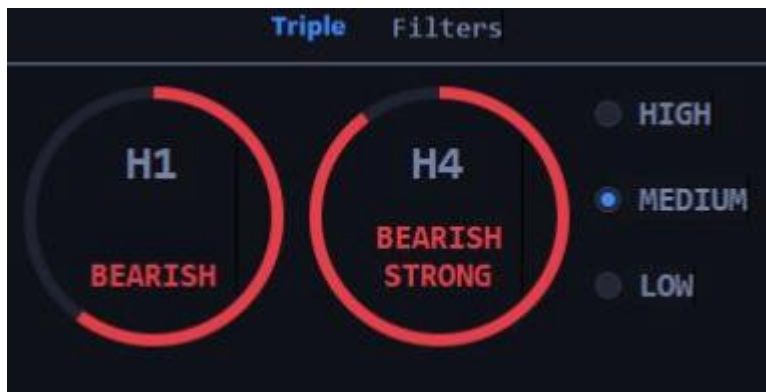 Triple Filters
H1
BEARISH
H4
BEARISH
STRONG
HIGH
MEDIUM
LOW